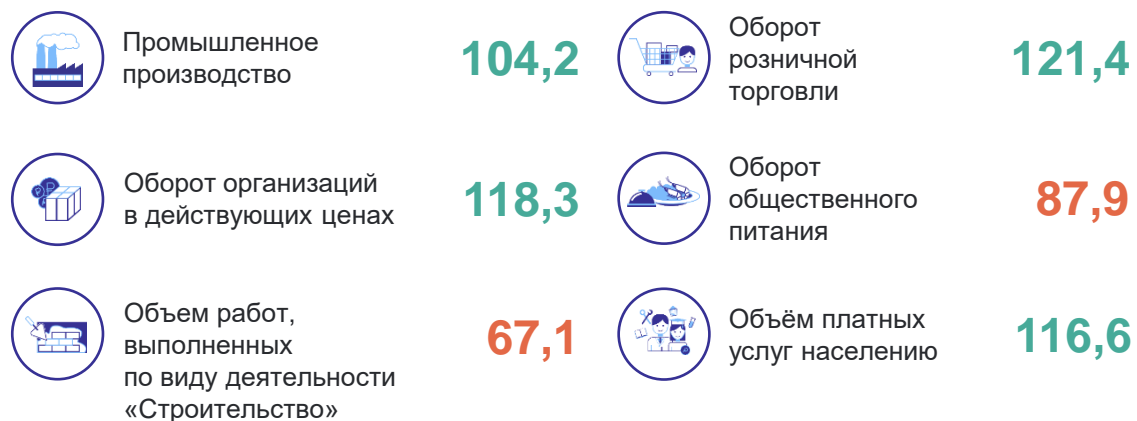 Промышленное
производство
104,2
Оборот
розничной
торговли
121,4
Оборот организаций
в действующих ценах
118,3
Оборот
общественного
питания
87,9
Объем работ,
выполненных
по виду деятельности
«Строительство»
67,1
Объём платных
услуг населению
116,6